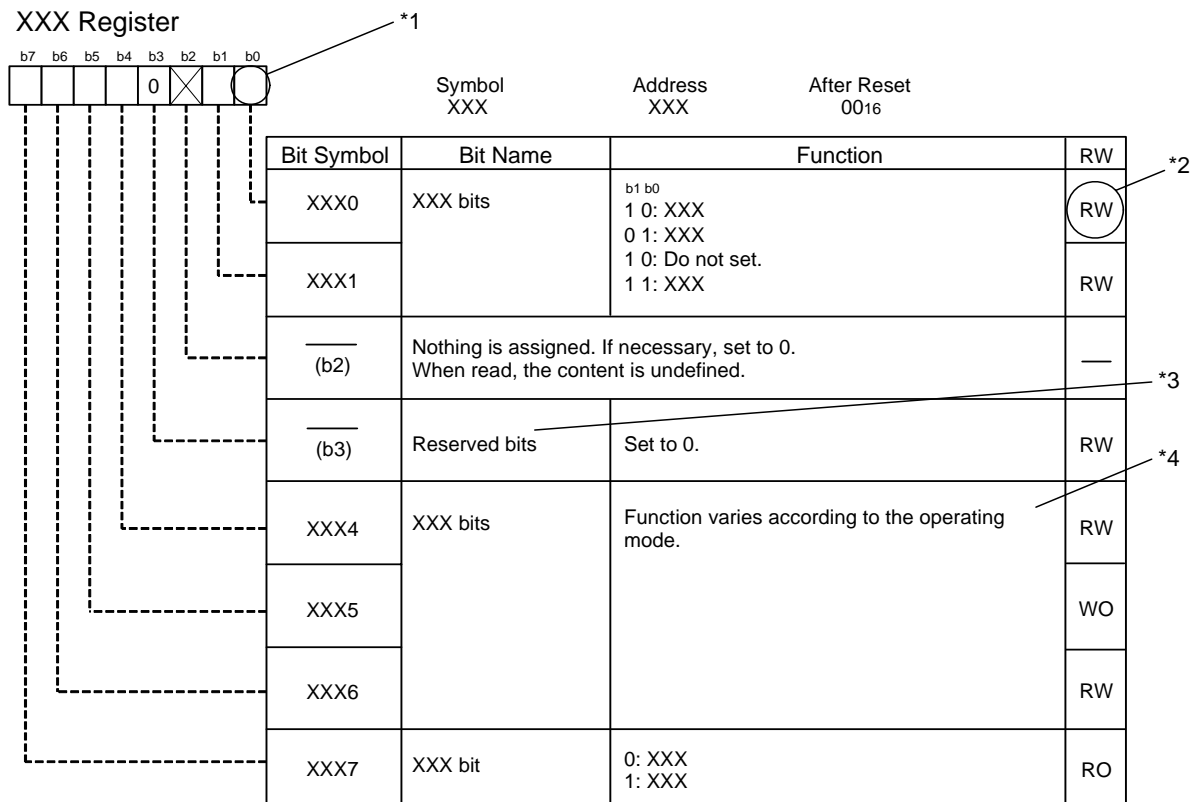 XXX Register
*1
b7 b6 b5 b4 b3 b2 b1 b0
0
Symbol Address After Reset
XXX XXX 0016
Bit Symbol Bit Name Function RW
*2
XXX0 XXX bits
b1 b0
1 0: XXX
0 1: XXX
1 0: Do not set.
1 1: XXX
RW
XXX1 RW
(b2)
Nothing is assigned. If necessary, set to 0.
When read, the content is undefined.
—
*3
(b3) Reserved bits Set to 0. RW
*4
XXX4 XXX bits
Function varies according to the operating
mode.
RW
XXX5 WO
XXX6 RW
XXX7 XXX bit
0: XXX
1: XXX
RO